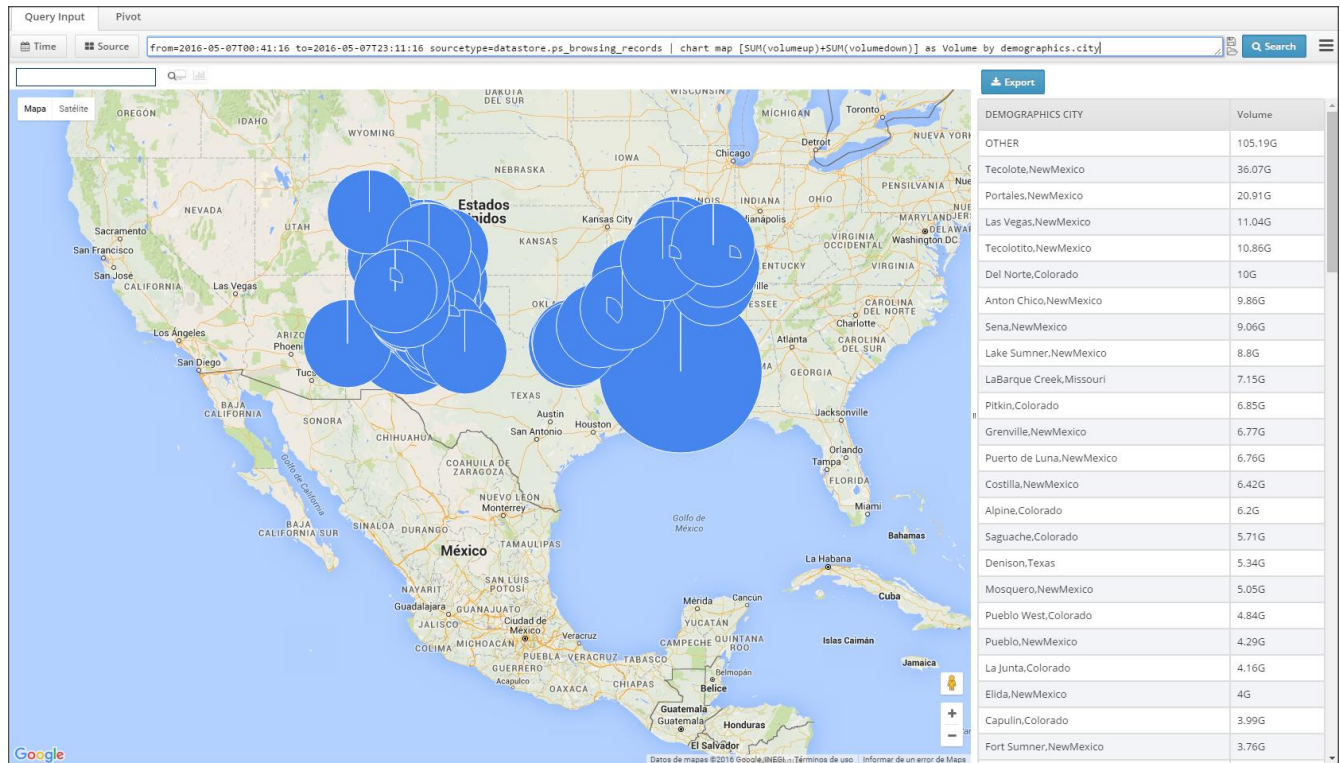 Query Input Pivot
Time Source from=2016-05-07T00:41:16 to=2016-05-07T23:11:16 sourcetype=datastore.ps_browsing_records | chart map [SUM(volumeup)+SUM(volumedown)] as Volume by demographics.city Search
Export
Mapa Satélite
DAKOTA DEL SUR
WISCONSIN
OREGÓN
IDAHO
WYOMING
MÍCHIGAN
Toronto
Detroit
NUEVA YORK
Chicago
IOWA
NEBRASKA
PENSILVANIA
NEVADA
UTAH
Estados
INDIANA
OHIO
Kansas City
MARYLAND
Sacramento
San Francisco
KANSAS
VIRGINIA OCCIDENTAL
Washington DC
San José
CALIFORNIA
Las Vegas
VIRGINIA
Los Ángeles
CAROLINA DEL NORTE
Charlotte
Atlanta
CAROLINA DEL SUR
San Diego
GEORGIA
TEXAS
BAJA CALIFORNIA
SONORA
Austin
San Antonio
Houston
Jacksonville
CHIHUAHUA
Orlando
Tampa
COAHUILA DE ZARAGOZA
FLORIDA
Golfo de California
NUEVO LEÓN
Monterrey
Miami
Golfo de México
BAJA CALIFORNIA SUR
SINALOA
DURANGO
Bahamas
México
TAMAULIPAS
La Habana
SAN LUIS POTOSÍ
NAYARIT
Cuba
Mérida
Cancún
Guadalajara
GUANAJUATO
YUCATÁN
JALISCO
Ciudad de México
Veracruz
CAMPECHE
QUINTANA ROO
Islas Caimán
COLIMA
MICHOACÁN
PUEBLA
VERACRUZ
TABASCO
GUERRERO
Jamaica
Acapulco
OAXACA
CHIAPAS
Belmopán
Belice
Guatemala
Guatemala
Honduras
El Salvador
Google
Datos de mapas ©2016 Google, INEGI Términos de uso Informar de un error de Maps
DEMOGRAPHICS CITY Volume
OTHER 105.19G
Tecolote,NewMexico 36.07G
Portales,NewMexico 20.91G
Las Vegas,NewMexico 11.04G
Tecolotito,NewMexico 10.86G
Del Norte,Colorado 10G
Anton Chico,NewMexico 9.86G
Sena,NewMexico 9.06G
Lake Sumner,NewMexico 8.8G
LaBarque Creek,Missouri 7.15G
Pitkin,Colorado 6.85G
Grenville,NewMexico 6.77G
Puerto de Luna,NewMexico 6.76G
Costilla,NewMexico 6.42G
Alpine,Colorado 6.2G
Saguache,Colorado 5.71G
Denison,Texas 5.34G
Mosquero,NewMexico 5.05G
Pueblo West,Colorado 4.84G
Pueblo,NewMexico 4.29G
La Junta,Colorado 4.16G
Elida,NewMexico 4G
Capulin,Colorado 3.99G
Fort Sumner,NewMexico 3.76G